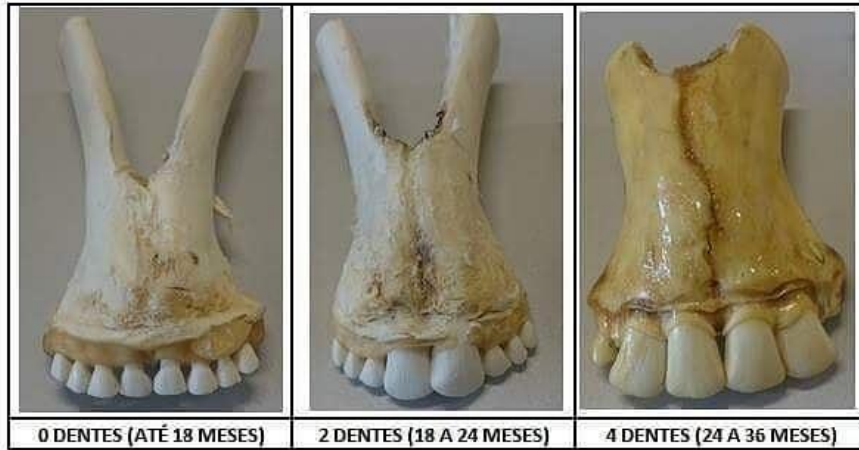 0 DENTES (ATÉ 18 MESES)
2 DENTES (18 A 24 MESES)
4 DENTES (24 A 36 MESES)